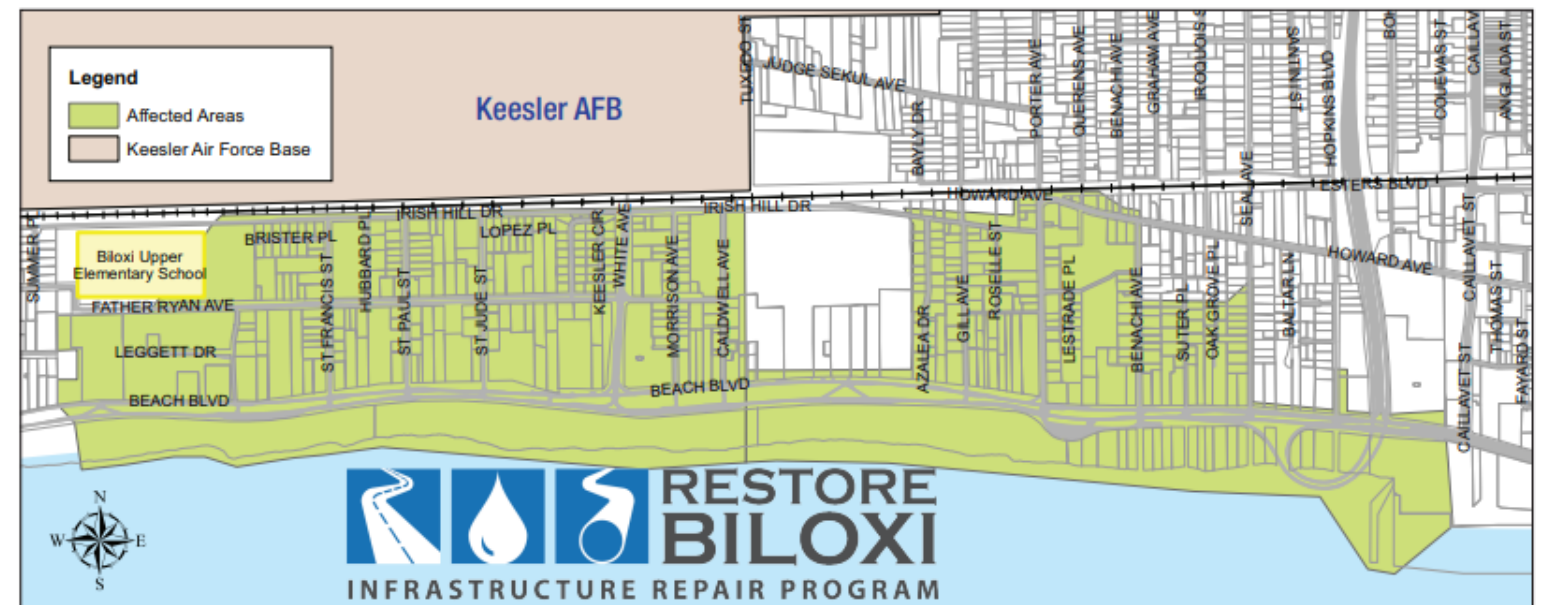 Legend
Affected Areas
Keesler Air Force Base
Keesler AFB
TUXEDO ST
JUDGE SEKUL AVE
BAYLY DR
PORTER AVE
QUERENS AVE
BENACHI AVE
GRAHAM AVE
IROQUOIS S
SANTINI ST
HOPKINS BLVD
COUEVAS ST
CAILLAV
ANGLADA ST
SEAL AVE
ESTERS BLVD
HOWARD AVE
IRISH HILL DR
IRISH HILL DR
SUMMER PL
Biloxi Upper
Elementary School
BRISTER PL
HUBBARD PL
LOPEZ PL
KEESLER CIR
WHITE AVE
MORRISON AVE
CALDWELL AVE
FATHER RYAN AVE
ST FRANCIS ST
ST PAUL ST
ST JUDE ST
LEGGETT DR
BEACH BLVD
BEACH BLVD
AZALEA DR
GILL AVE
ROSELLE ST
LESTRADE PL
BENACHI AVE
SUTER PL
OAK GROVE PL
BALTAR LN
HOWARD AVE
CAILLAVET ST
THOMAS ST
FAYARD ST
CAILLAVET ST
N
W
E
S
RESTORE
BILOXI
INFRASTRUCTURE REPAIR PROGRAM